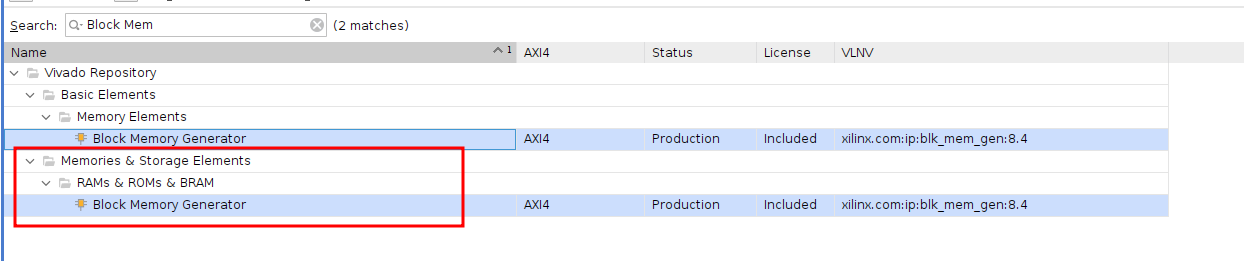 Search: Block Mem (2 matches)
Name 1 AXI4 Status License VLNV
Vivado Repository
Basic Elements
Memory Elements
Block Memory Generator AXI4 Production Included xilinx.com:ip:blk_mem_gen:8.4
Memories & Storage Elements
RAMs & ROMs & BRAM
Block Memory Generator AXI4 Production Included xilinx.com:ip:blk_mem_gen:8.4